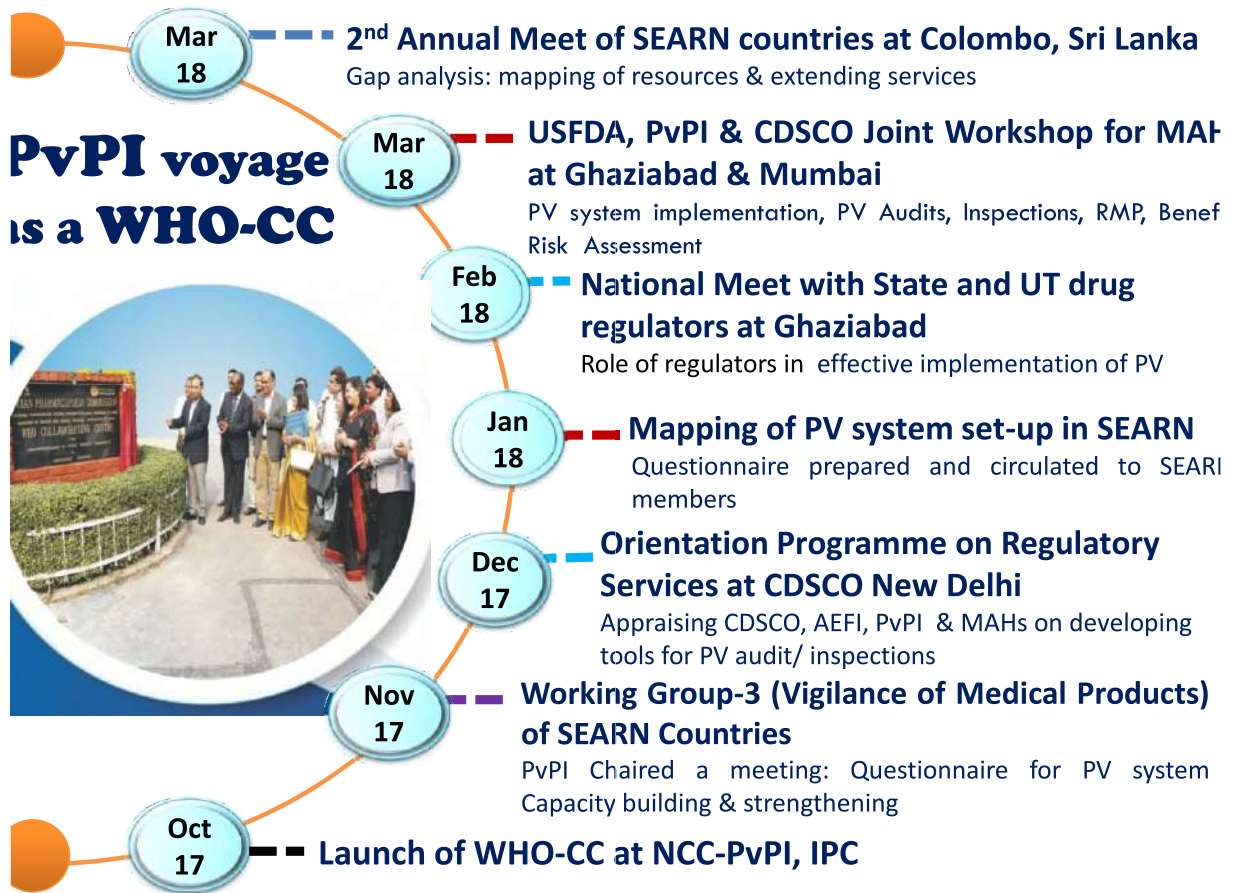 Mar
18
2nd Annual Meet of SEARN countries at Colombo, Sri Lanka
Gap analysis: mapping of resources & extending services
PvPI voyage
as a WHO-CC
Mar
18
USFDA, PvPI & CDSCO Joint Workshop for MAH
at Ghaziabad & Mumbai
PV system implementation, PV Audits, Inspections, RMP, Benef
Risk Assessment
Feb
18
National Meet with State and UT drug
regulators at Ghaziabad
Role of regulators in effective implementation of PV
Jan
18
Mapping of PV system set-up in SEARN
Questionnaire prepared and circulated to SEARN
members
Dec
17
Orientation Programme on Regulatory
Services at CDSCO New Delhi
Appraising CDSCO, AEFI, PvPI & MAHs on developing
tools for PV audit/ inspections
Nov
17
Working Group-3 (Vigilance of Medical Products)
of SEARN Countries
PvPI Chaired a meeting: Questionnaire for PV system
Capacity building & strengthening
Oct
17
Launch of WHO-CC at NCC-PvPI, IPC
IAN PHARMACOPOEIA COMMISSION
WHO COLLABORATING CENTRE